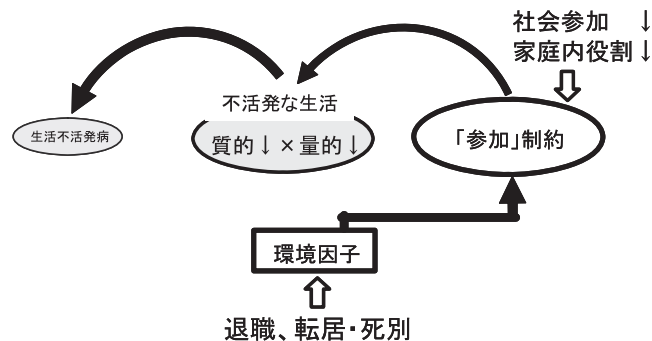 社会参加　↓
家庭内役割↓
不活発な生活
質的↓×量的↓
生活不活発病
「参加」制約
環境因子
退職、転居・死別